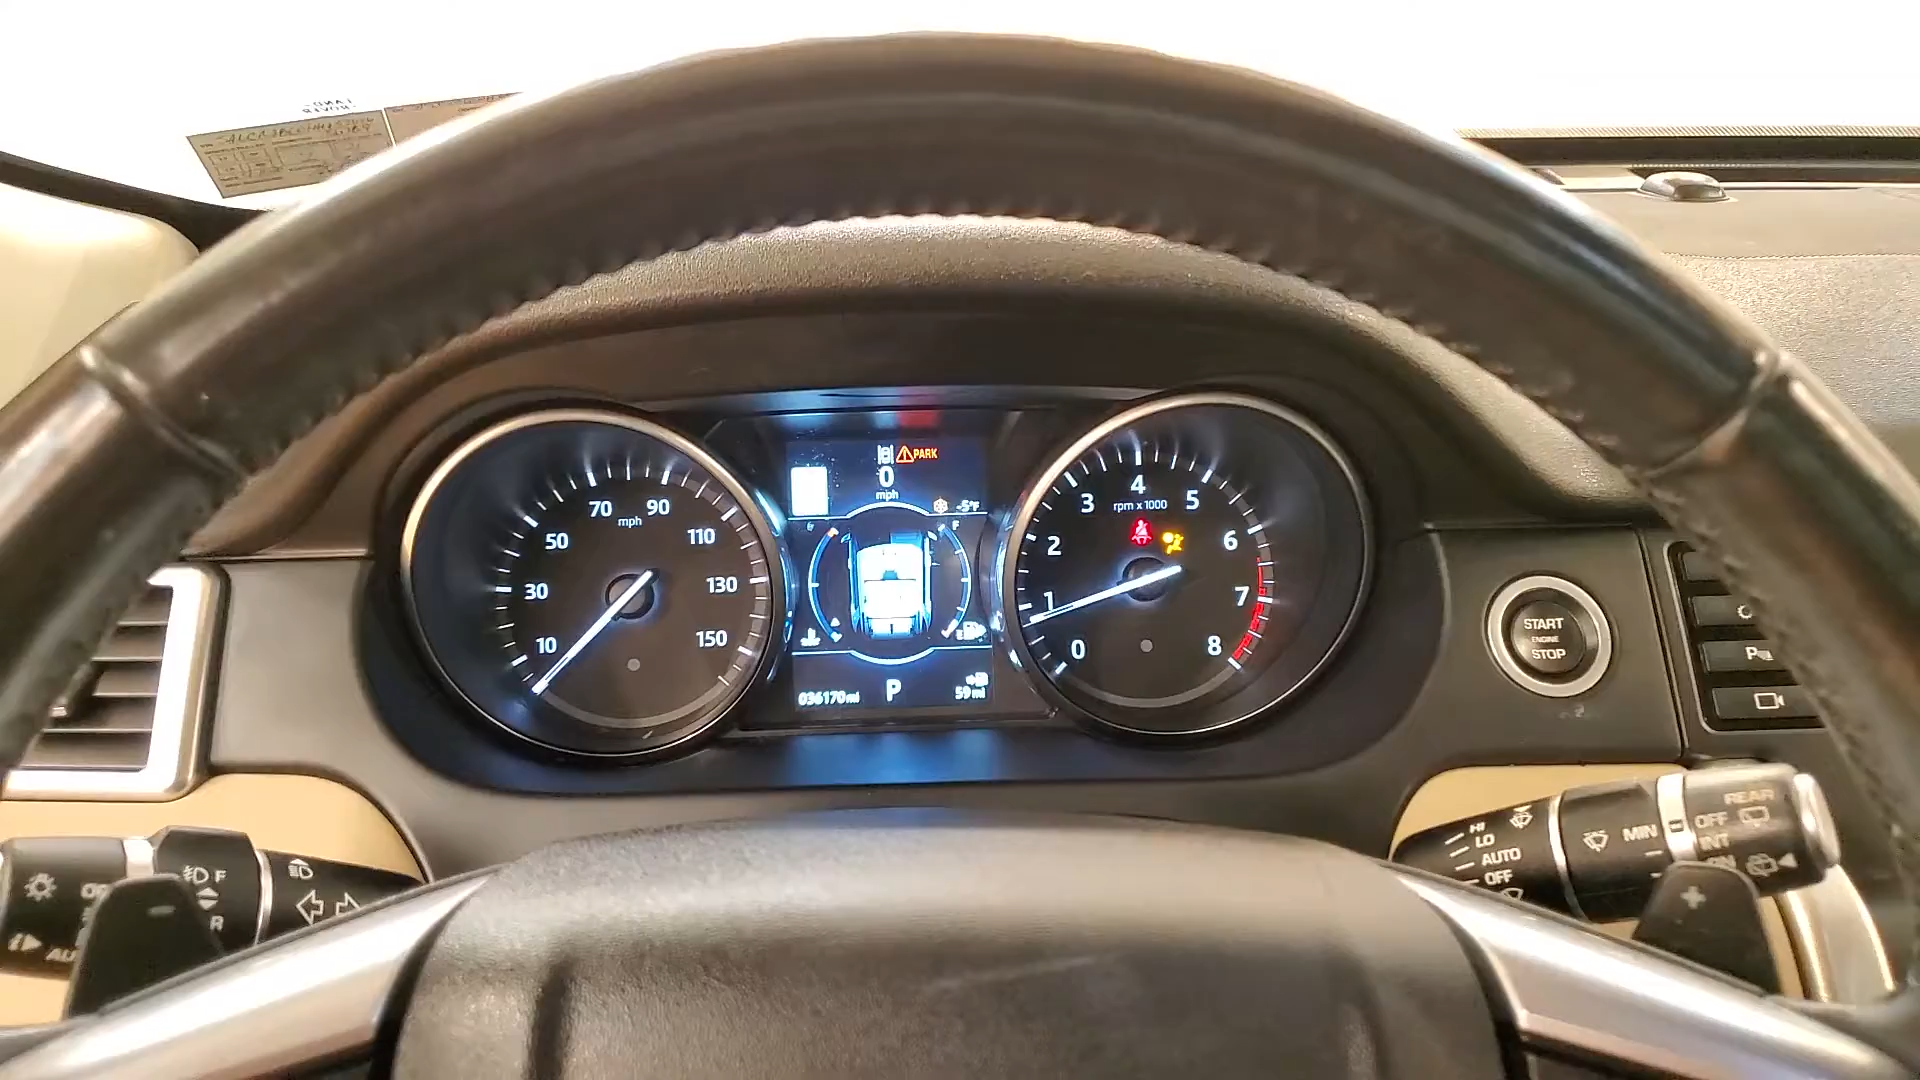 PARK
0
mph
-5°F
F
036170mi
P
59mi
10
30
50
70
90
110
130
150
mph
0
1
2
3
4
5
6
7
8
rpm x 1000
START
ENGINE
STOP
P
F
R
HI
LO
AUTO
OFF
MIN
REAR
OFF
INT
ON
+
-